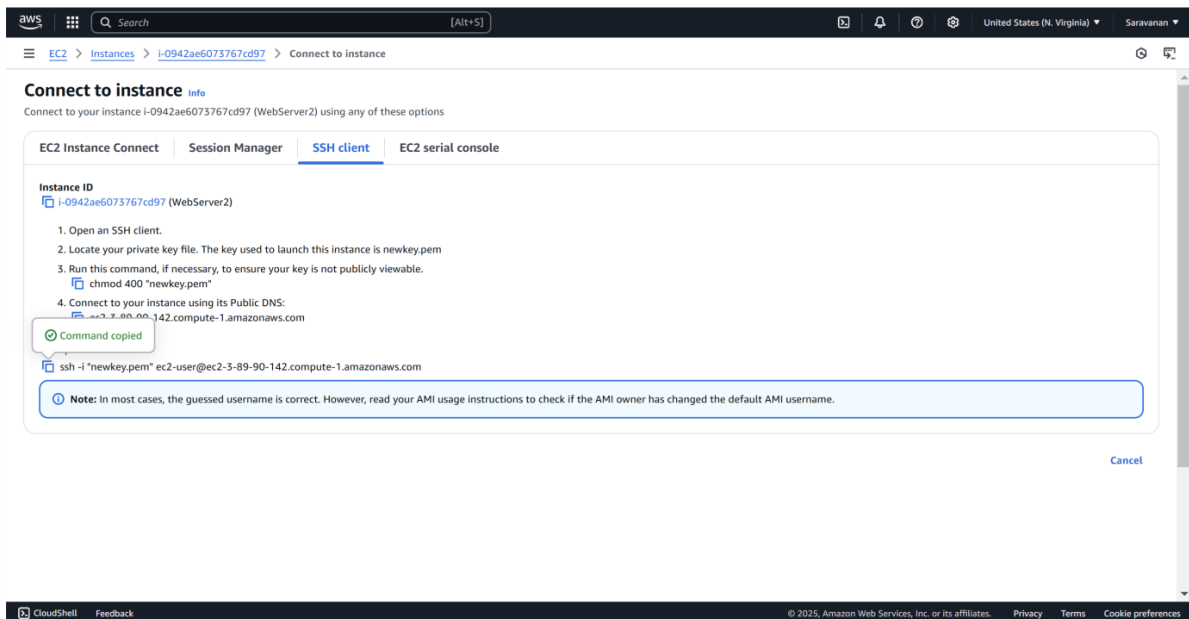 aws
Search [Alt+S] United States (N. Virginia) ▼ Saravanan ▼
EC2 > Instances > i-0942ae6073767cd97 > Connect to instance
Connect to instance Info
Connect to your instance i-0942ae6073767cd97 (WebServer2) using any of these options
EC2 Instance Connect Session Manager SSH client EC2 serial console
Instance ID
i-0942ae6073767cd97 (WebServer2)
1. Open an SSH client.
2. Locate your private key file. The key used to launch this instance is newkey.pem
3. Run this command, if necessary, to ensure your key is not publicly viewable.
chmod 400 "newkey.pem"
4. Connect to your instance using its Public DNS:
ec2-3-89-90-142.compute-1.amazonaws.com
Command copied
ssh -i "newkey.pem" ec2-user@ec2-3-89-90-142.compute-1.amazonaws.com
Note: In most cases, the guessed username is correct. However, read your AMI usage instructions to check if the AMI owner has changed the default AMI username.
Cancel
CloudShell Feedback © 2025, Amazon Web Services, Inc. or its affiliates. Privacy Terms Cookie preferences